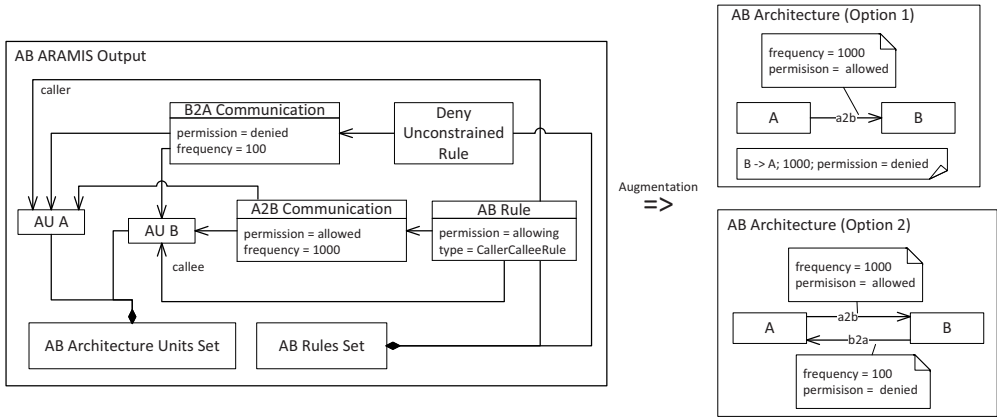 AB ARAMIS Output
caller
B2A Communication
permission = denied
frequency = 100
Deny
Unconstrained
Rule
AU A
AU B
A2B Communication
permission = allowed
frequency = 1000
AB Rule
permission = allowing
type = CallerCalleeRule
callee
AB Architecture Units Set
AB Rules Set
Augmentation
=>
AB Architecture (Option 1)
frequency = 1000
permisison = allowed
A
a2b
B
B -> A; 1000; permission = denied
AB Architecture (Option 2)
frequency = 1000
permisison = allowed
A
a2b
B
b2a
frequency = 100
permisison = denied